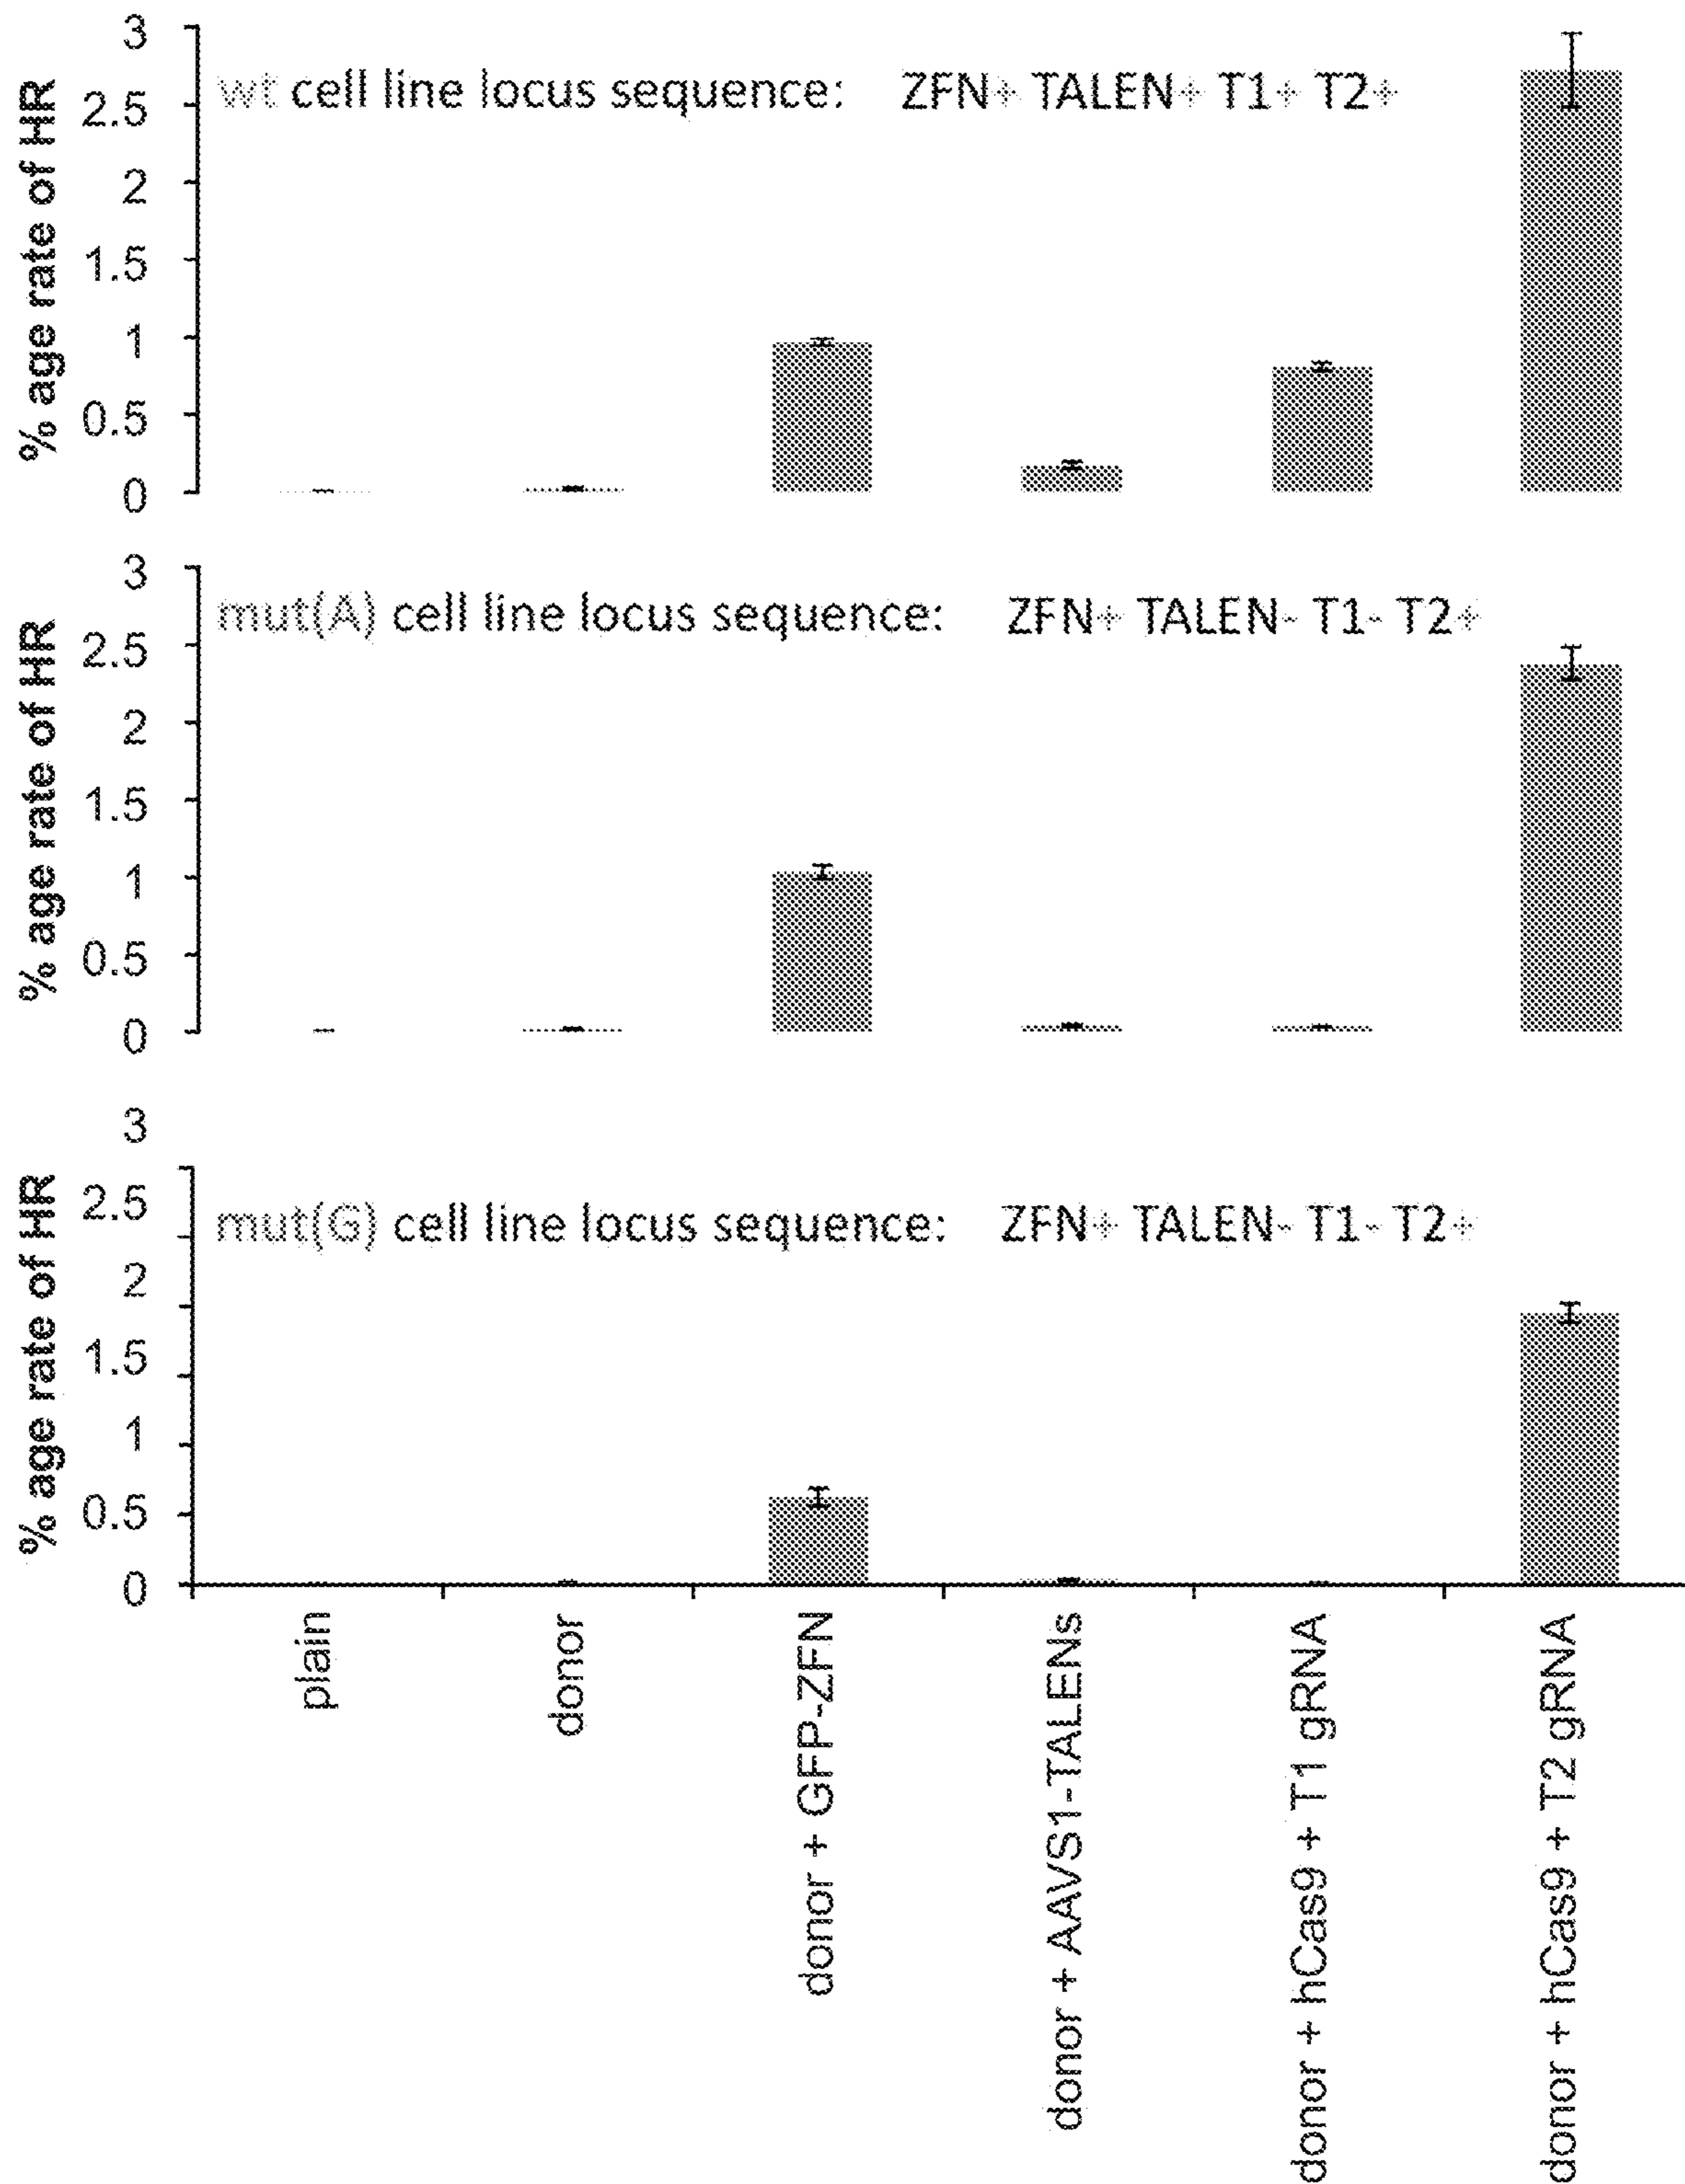 % age rate of HR
3
2.5
2
1.5
1
0.5
0
wt cell line locus sequence: ZFN+ TALEN+ T1+ T2+
% age rate of HR
3
2.5
2
1.5
1
0.5
0
mut(A) cell line locus sequence: ZFN+ TALEN- T1- T2+
% age rate of HR
3
2.5
2
1.5
1
0.5
0
mut(G) cell line locus sequence: ZFN+ TALEN- T1- T2+
plain
donor
donor + GFP-ZFN
donor + AAVS1-TALENs
donor + hCas9 + T1 gRNA
donor + hCas9 + T2 gRNA